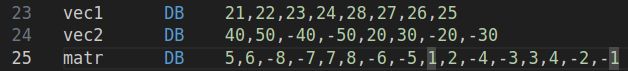 23 vec1 DB 21,22,23,24,28,27,26,25
24 vec2 DB 40,50,-40,-50,20,30,-20,-30
25 matr DB 5,6,-8,-7,7,8,-6,-5,1,2,-4,-3,3,4,-2,-1